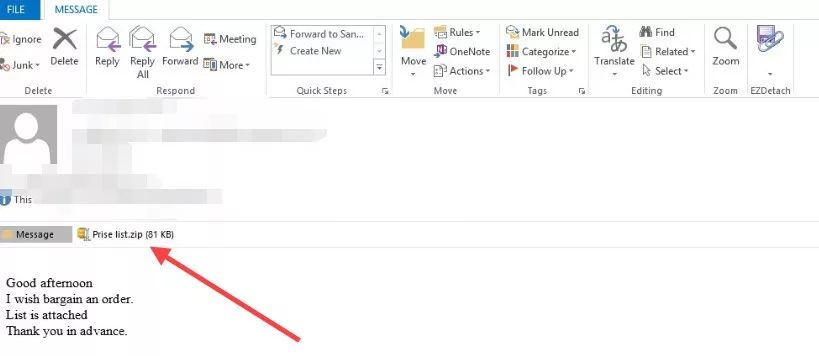 FILE MESSAGE
Ignore
Junk
Delete
Reply
Reply All
Forward
Meeting
More
Forward to San...
Create New
Move
Rules
OneNote
Actions
Mark Unread
Categorize
Follow Up
Translate
Find
Related
Select
Zoom
EZDetach
Delete Respond Quick Steps Move Tags Editing Zoom EZDetach
This
Message Prise list.zip (81 KB)
Good afternoon
I wish bargain an order.
List is attached
Thank you in advance.